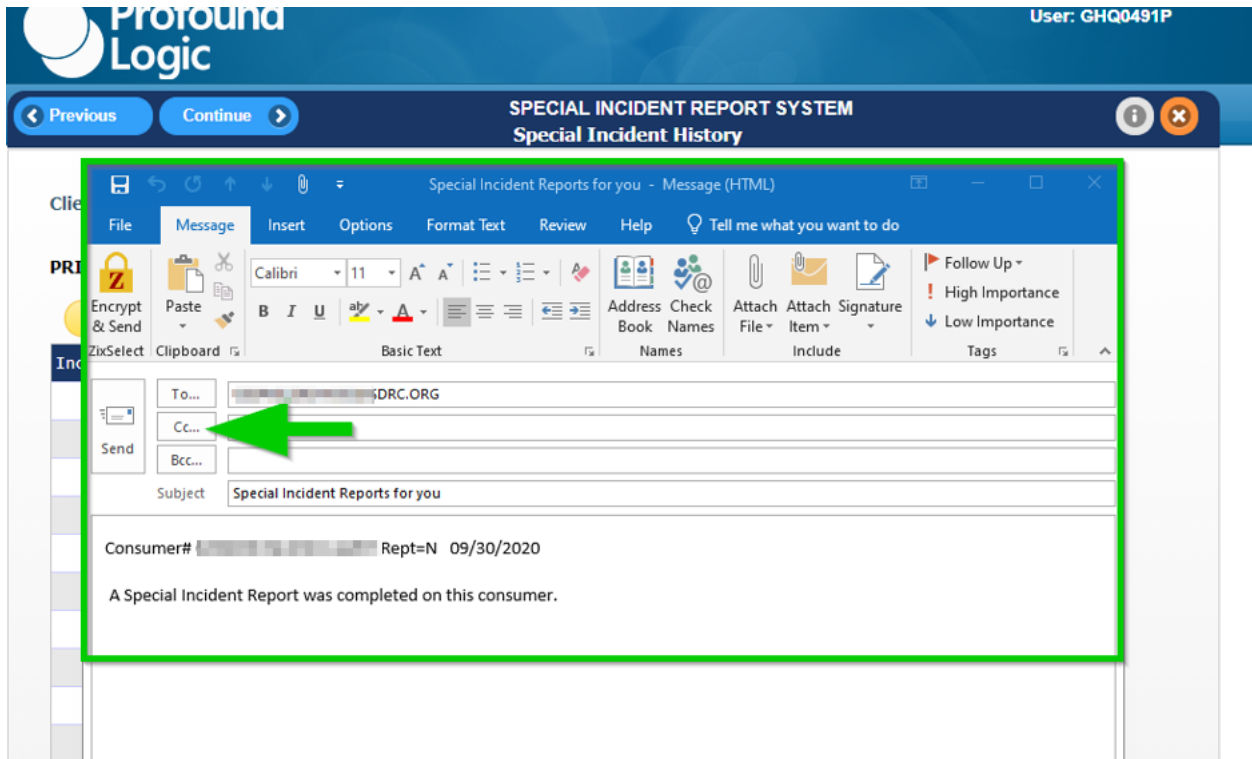 Profound
Logic
User: GHQ0491P
Previous
Continue
SPECIAL INCIDENT REPORT SYSTEM
Special Incident History
Clie
PRI
Inc
Special Incident Reports for you - Message (HTML)
File Message Insert Options Format Text Review Help Tell me what you want to do
Encrypt
& Send
ZixSelect
Paste
Clipboard
Calibri 11
B I U
Basic Text
Address
Book
Check
Names
Names
Attach
File
Attach
Item
Signature
Include
Follow Up
High Importance
Low Importance
Tags
Send
To... SDRC.ORG
Cc...
Bcc...
Subject Special Incident Reports for you
Consumer# Rept=N 09/30/2020
A Special Incident Report was completed on this consumer.